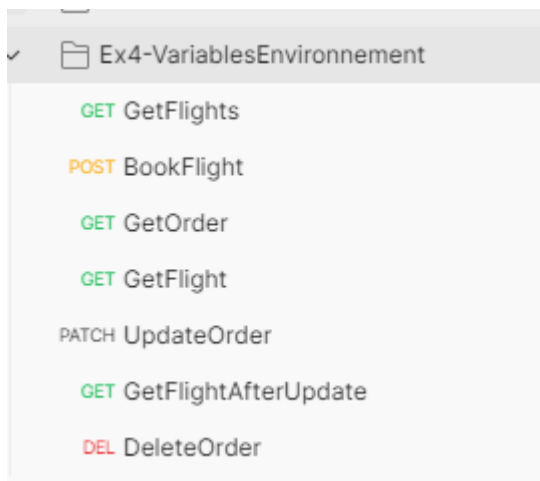 Ex4-VariablesEnvironnement
GET GetFlights
POST BookFlight
GET GetOrder
GET GetFlight
PATCH UpdateOrder
GET GetFlightAfterUpdate
DEL DeleteOrder